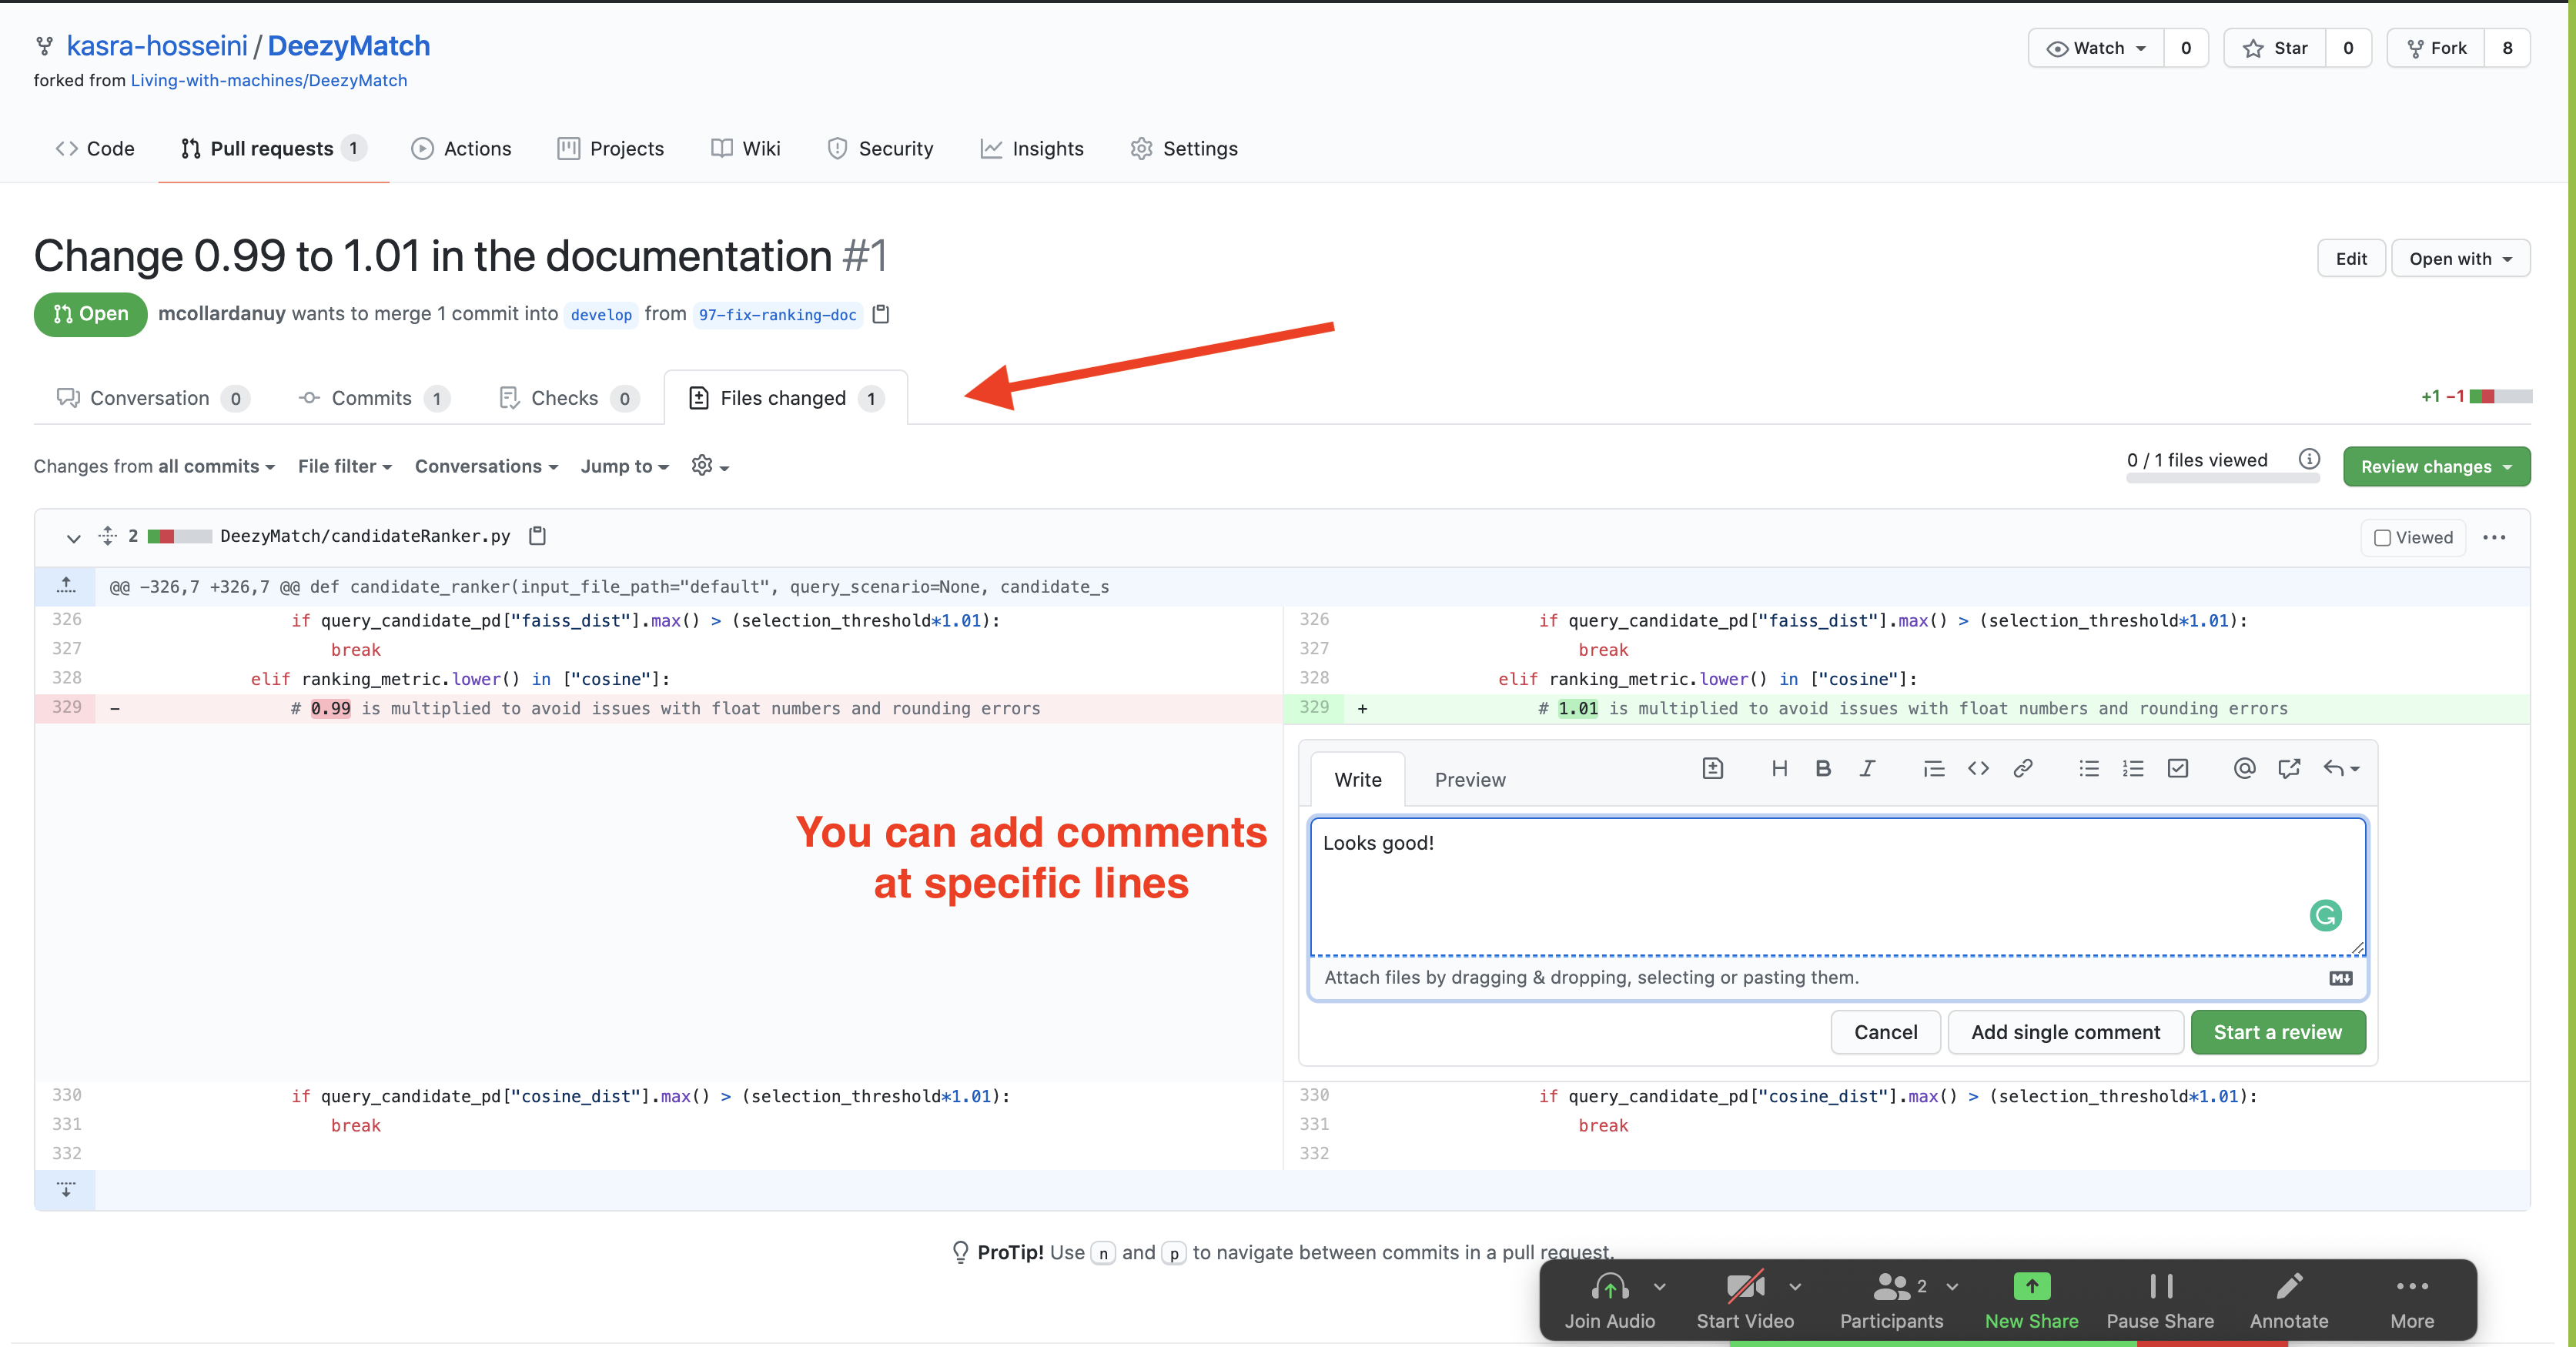 kasra-hosseini / DeezyMatch
Watch 0 Star 0 Fork 8
forked from Living-with-machines/DeezyMatch
Code Pull requests 1 Actions Projects Wiki Security Insights Settings
Change 0.99 to 1.01 in the documentation #1
Edit Open with
Open mcollardanuy wants to merge 1 commit into develop from 97-fix-ranking-doc
Conversation 0 Commits 1 Checks 0 Files changed 1
+1 −1
Changes from all commits File filter Conversations Jump to
0 / 1 files viewed Review changes
2 DeezyMatch/candidateRanker.py Viewed
@@ -326,7 +326,7 @@ def candidate_ranker(input_file_path="default", query_scenario=None, candidate_s
326 if query_candidate_pd["faiss_dist"].max() > (selection_threshold*1.01):
327 break
328 elif ranking_metric.lower() in ["cosine"]:
329 - # 0.99 is multiplied to avoid issues with float numbers and rounding errors
326 if query_candidate_pd["faiss_dist"].max() > (selection_threshold*1.01):
327 break
328 elif ranking_metric.lower() in ["cosine"]:
329 + # 1.01 is multiplied to avoid issues with float numbers and rounding errors
You can add comments
at specific lines
Write Preview
Looks good!
Attach files by dragging & dropping, selecting or pasting them.
Cancel Add single comment Start a review
330 if query_candidate_pd["cosine_dist"].max() > (selection_threshold*1.01):
331 break
332
330 if query_candidate_pd["cosine_dist"].max() > (selection_threshold*1.01):
331 break
332
ProTip! Use n and p to navigate between commits in a pull request.
2
Join Audio Start Video Participants New Share Pause Share Annotate More